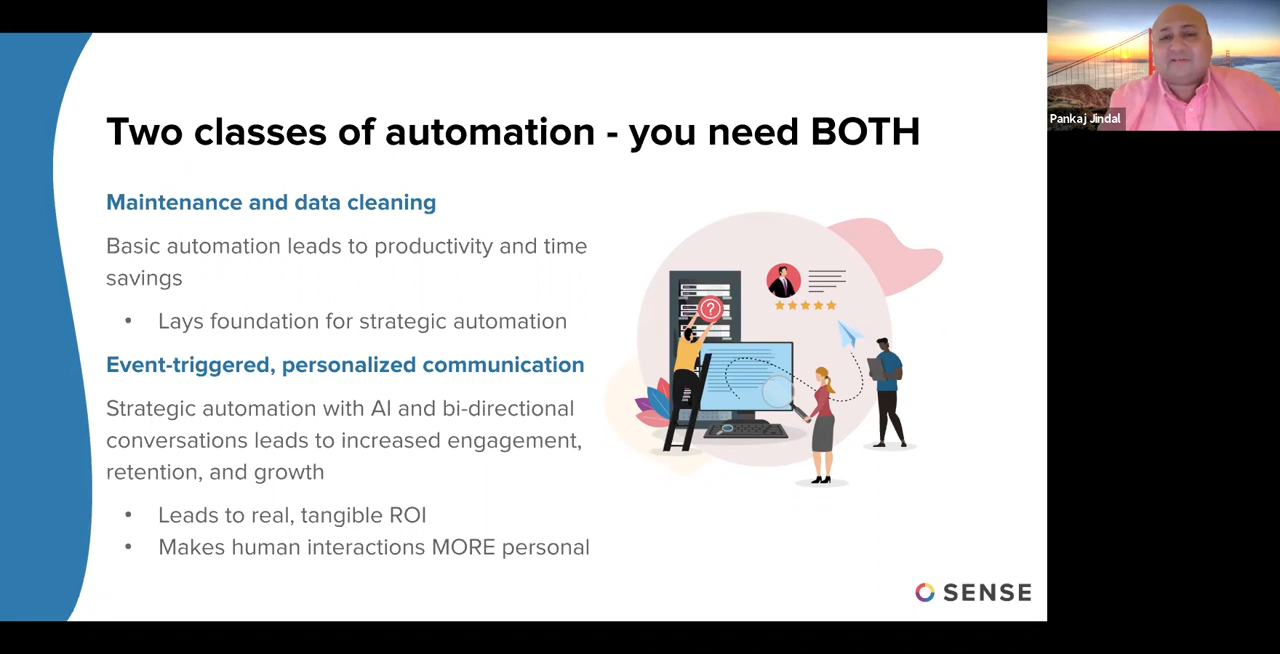 Two classes of automation - you need BOTH
Maintenance and data cleaning
Basic automation leads to productivity and time
savings
• Lays foundation for strategic automation
Event-triggered, personalized communication
Strategic automation with AI and bi-directional
conversations leads to increased engagement,
retention, and growth
• Leads to real, tangible ROI
• Makes human interactions MORE personal
?
SENSE
Pankaj Jindal